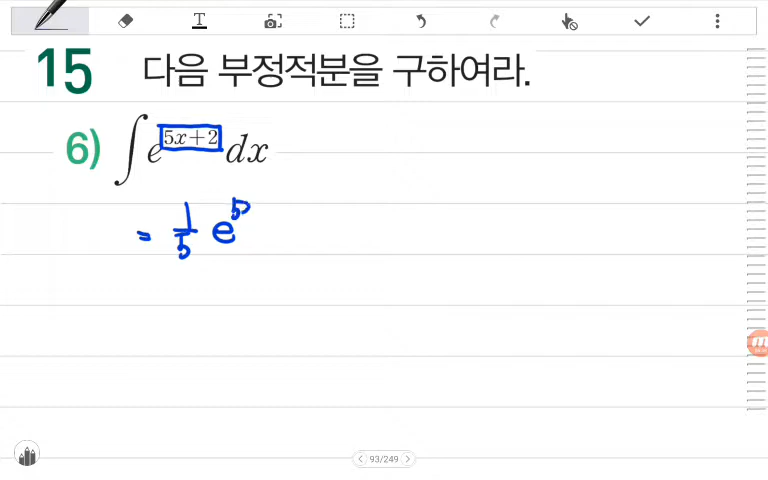 15 다음 부정적분을 구하여라.
6) ∫e^{5x+2}dx
= 1/5 e^5
93/249